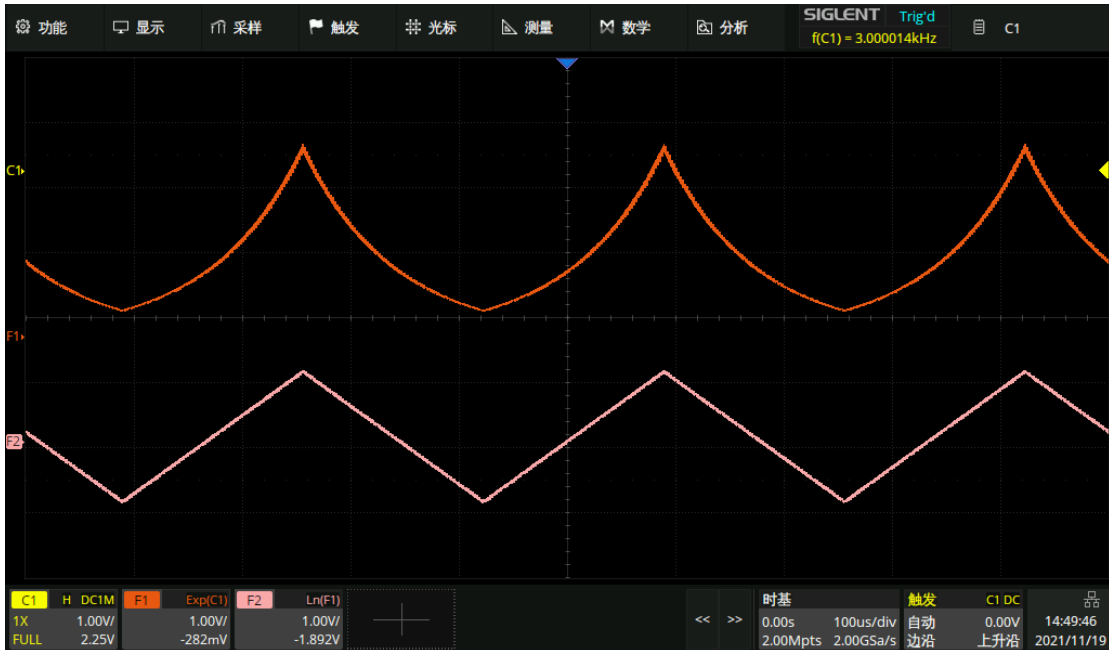 功能 显示 采样 触发 光标 测量 数学 分析 SIGLENT Trig'd C1
f(C1) = 3.000014kHz
C1
F1
F2
C1 H DC1M F1 Exp(C1) F2 Ln(F1) 时基 触发 C1 DC
1X 1.00V/ 1.00V/ 1.00V/ << >> 0.00s 100us/div 自动 0.00V 14:49:46
FULL 2.25V -282mV -1.892V 2.00Mpts 2.00GSa/s 边沿 上升沿 2021/11/19